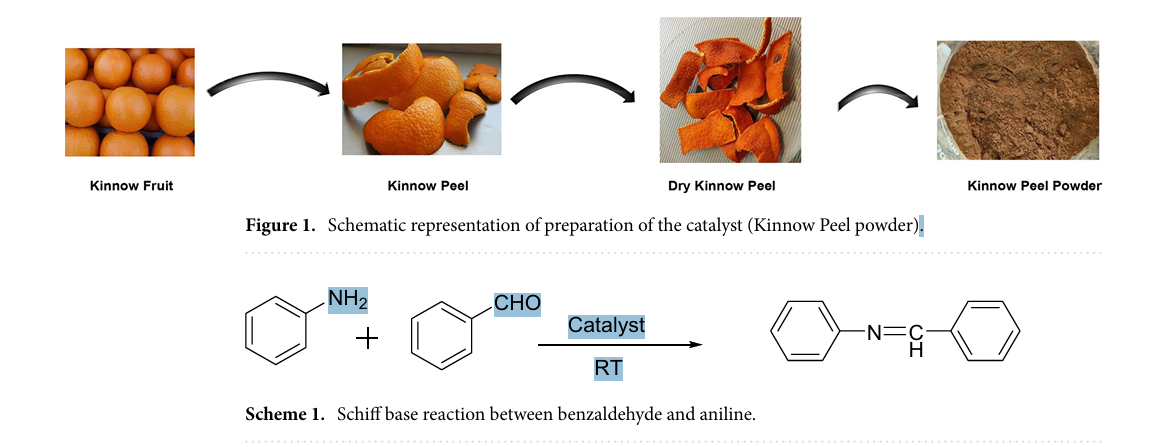 Kinnow Fruit
Kinnow Peel
Dry Kinnow Peel
Kinnow Peel Powder
Figure 1. Schematic representation of preparation of the catalyst (Kinnow Peel powder).
NH2
+
CHO
Catalyst
RT
N=C
H
Scheme 1. Schiff base reaction between benzaldehyde and aniline.